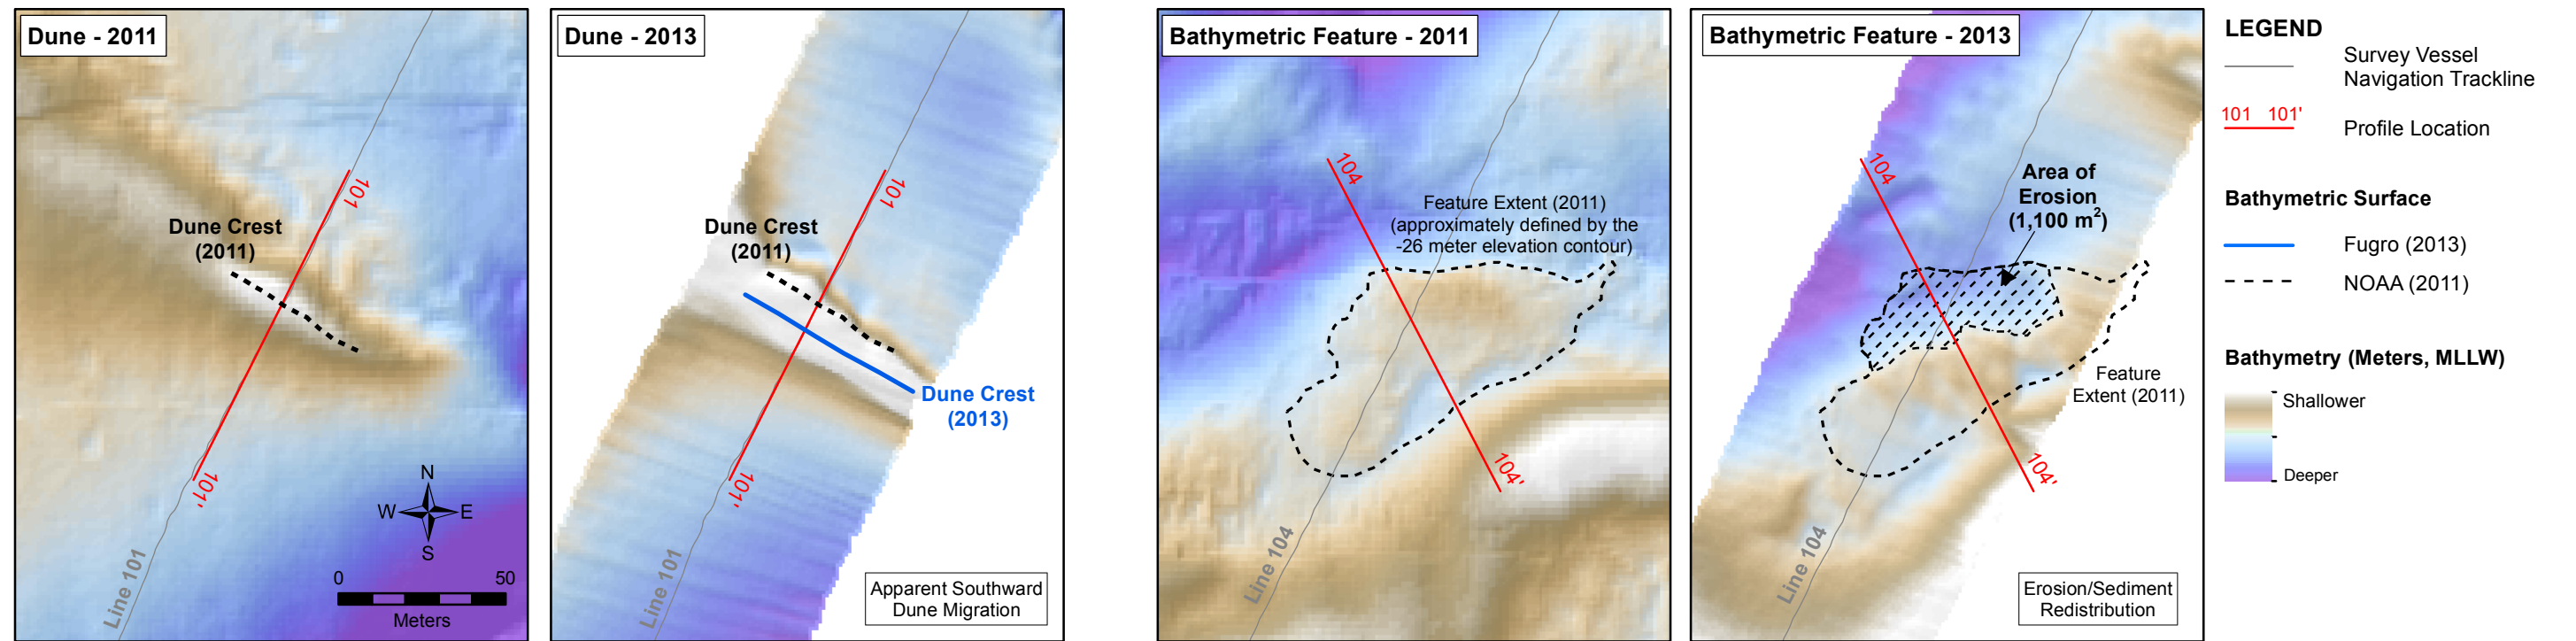 Dune - 2011
101
Dune Crest
(2011)
101'
N
W
E
S
0
50
Meters
Line 101
Dune - 2013
101
Dune Crest
(2011)
Dune Crest
(2013)
101'
Line 101
Apparent Southward
Dune Migration
Bathymetric Feature - 2011
104
Feature Extent (2011)
(approximately defined by the
-26 meter elevation contour)
104'
Line 104
Bathymetric Feature - 2013
104
Area of
Erosion
(1,100 m²)
Feature
Extent (2011)
104'
Line 104
Erosion/Sediment
Redistribution
LEGEND
Survey Vessel
Navigation Trackline
101 101'
Profile Location
Bathymetric Surface
Fugro (2013)
NOAA (2011)
Bathymetry (Meters, MLLW)
Shallower
Deeper